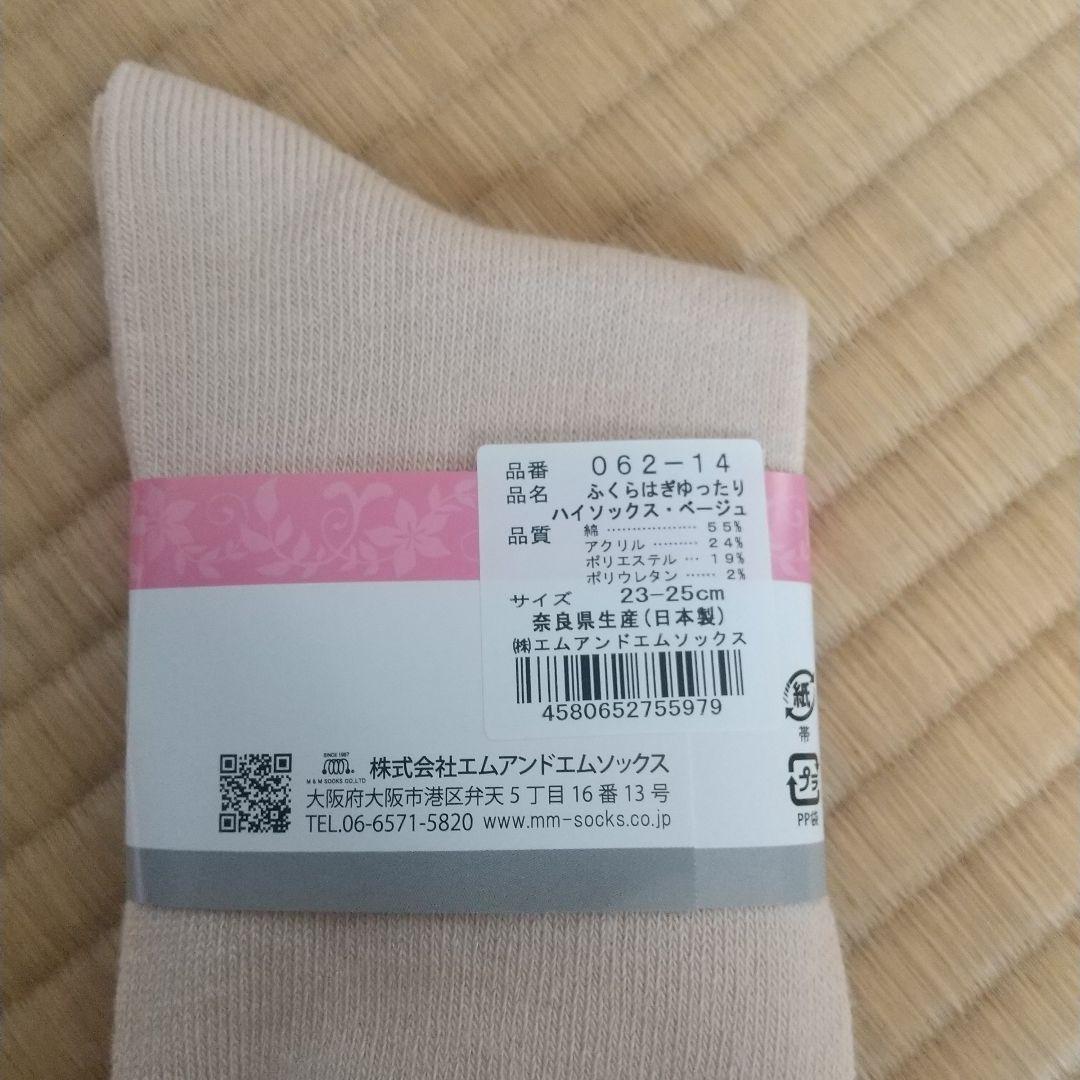 品番 062-14
品名 ふくらはぎゆったり
ハイソックス・ベージュ
品質 綿 ……………… 55%
アクリル ……… 24%
ポリエステル … 19%
ポリウレタン …… 2%
サイズ 23-25cm
奈良県生産(日本製)
㈱エムアンドエムソックス
4580652755979
紙
帯
プラ
PP袋
SINCE 1987
M & M SOCKS CO.,LTD
株式会社エムアンドエムソックス
大阪府大阪市港区弁天5丁目16番13号
TEL.06-6571-5820 www.mm-socks.co.jp